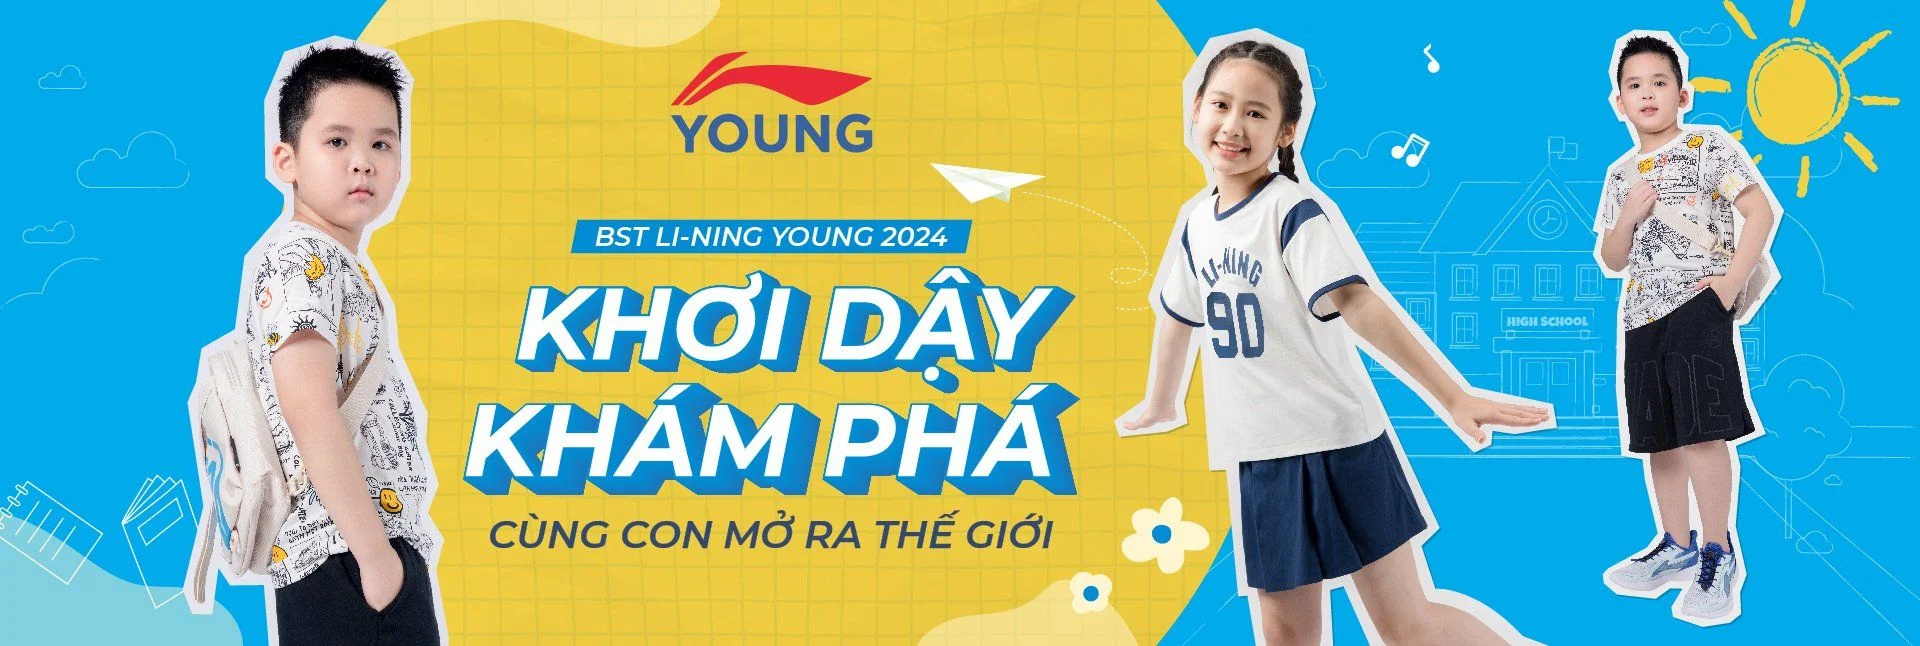 YOUNG
BST LI-NING YOUNG 2024
KHƠI DẬY
KHÁM PHÁ
CÙNG CON MỞ RA THẾ GIỚI
LI-NING
90
HIGH SCHOOL